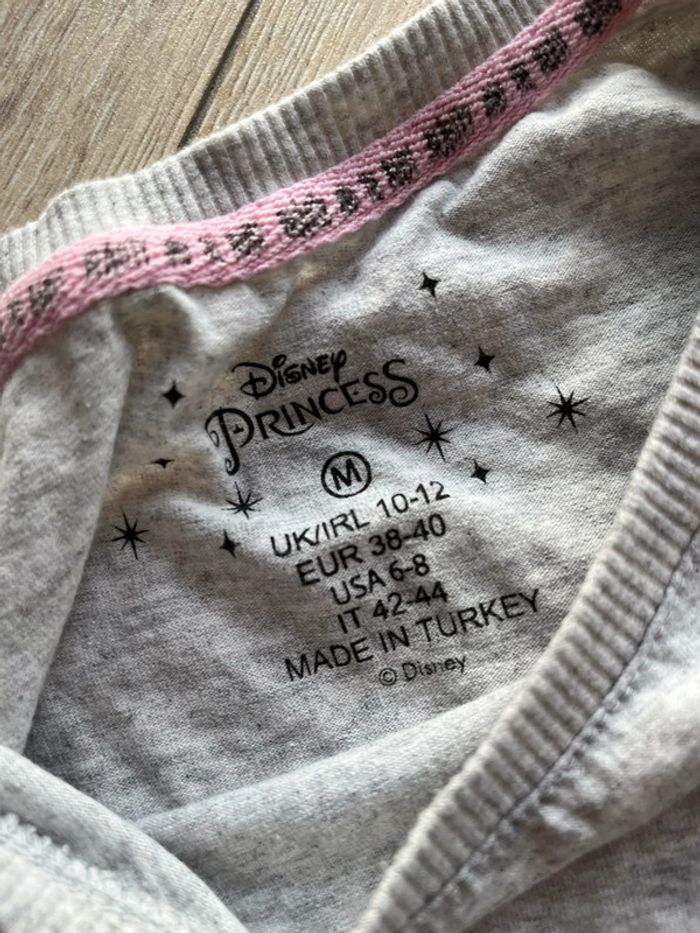 Disney
PRINCESS
M
UK/IRL 10-12
EUR 38-40
USA 6-8
IT 42-44
MADE IN TURKEY
© Disney